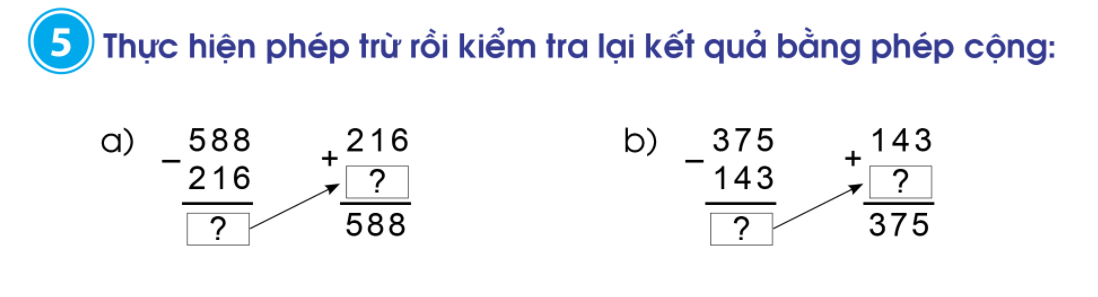 5 Thực hiện phép trừ rồi kiểm tra lại kết quả bằng phép cộng:
a) − 588 + 216 b) − 375 + 143
216 ? 143 ?
? 588 ? 375